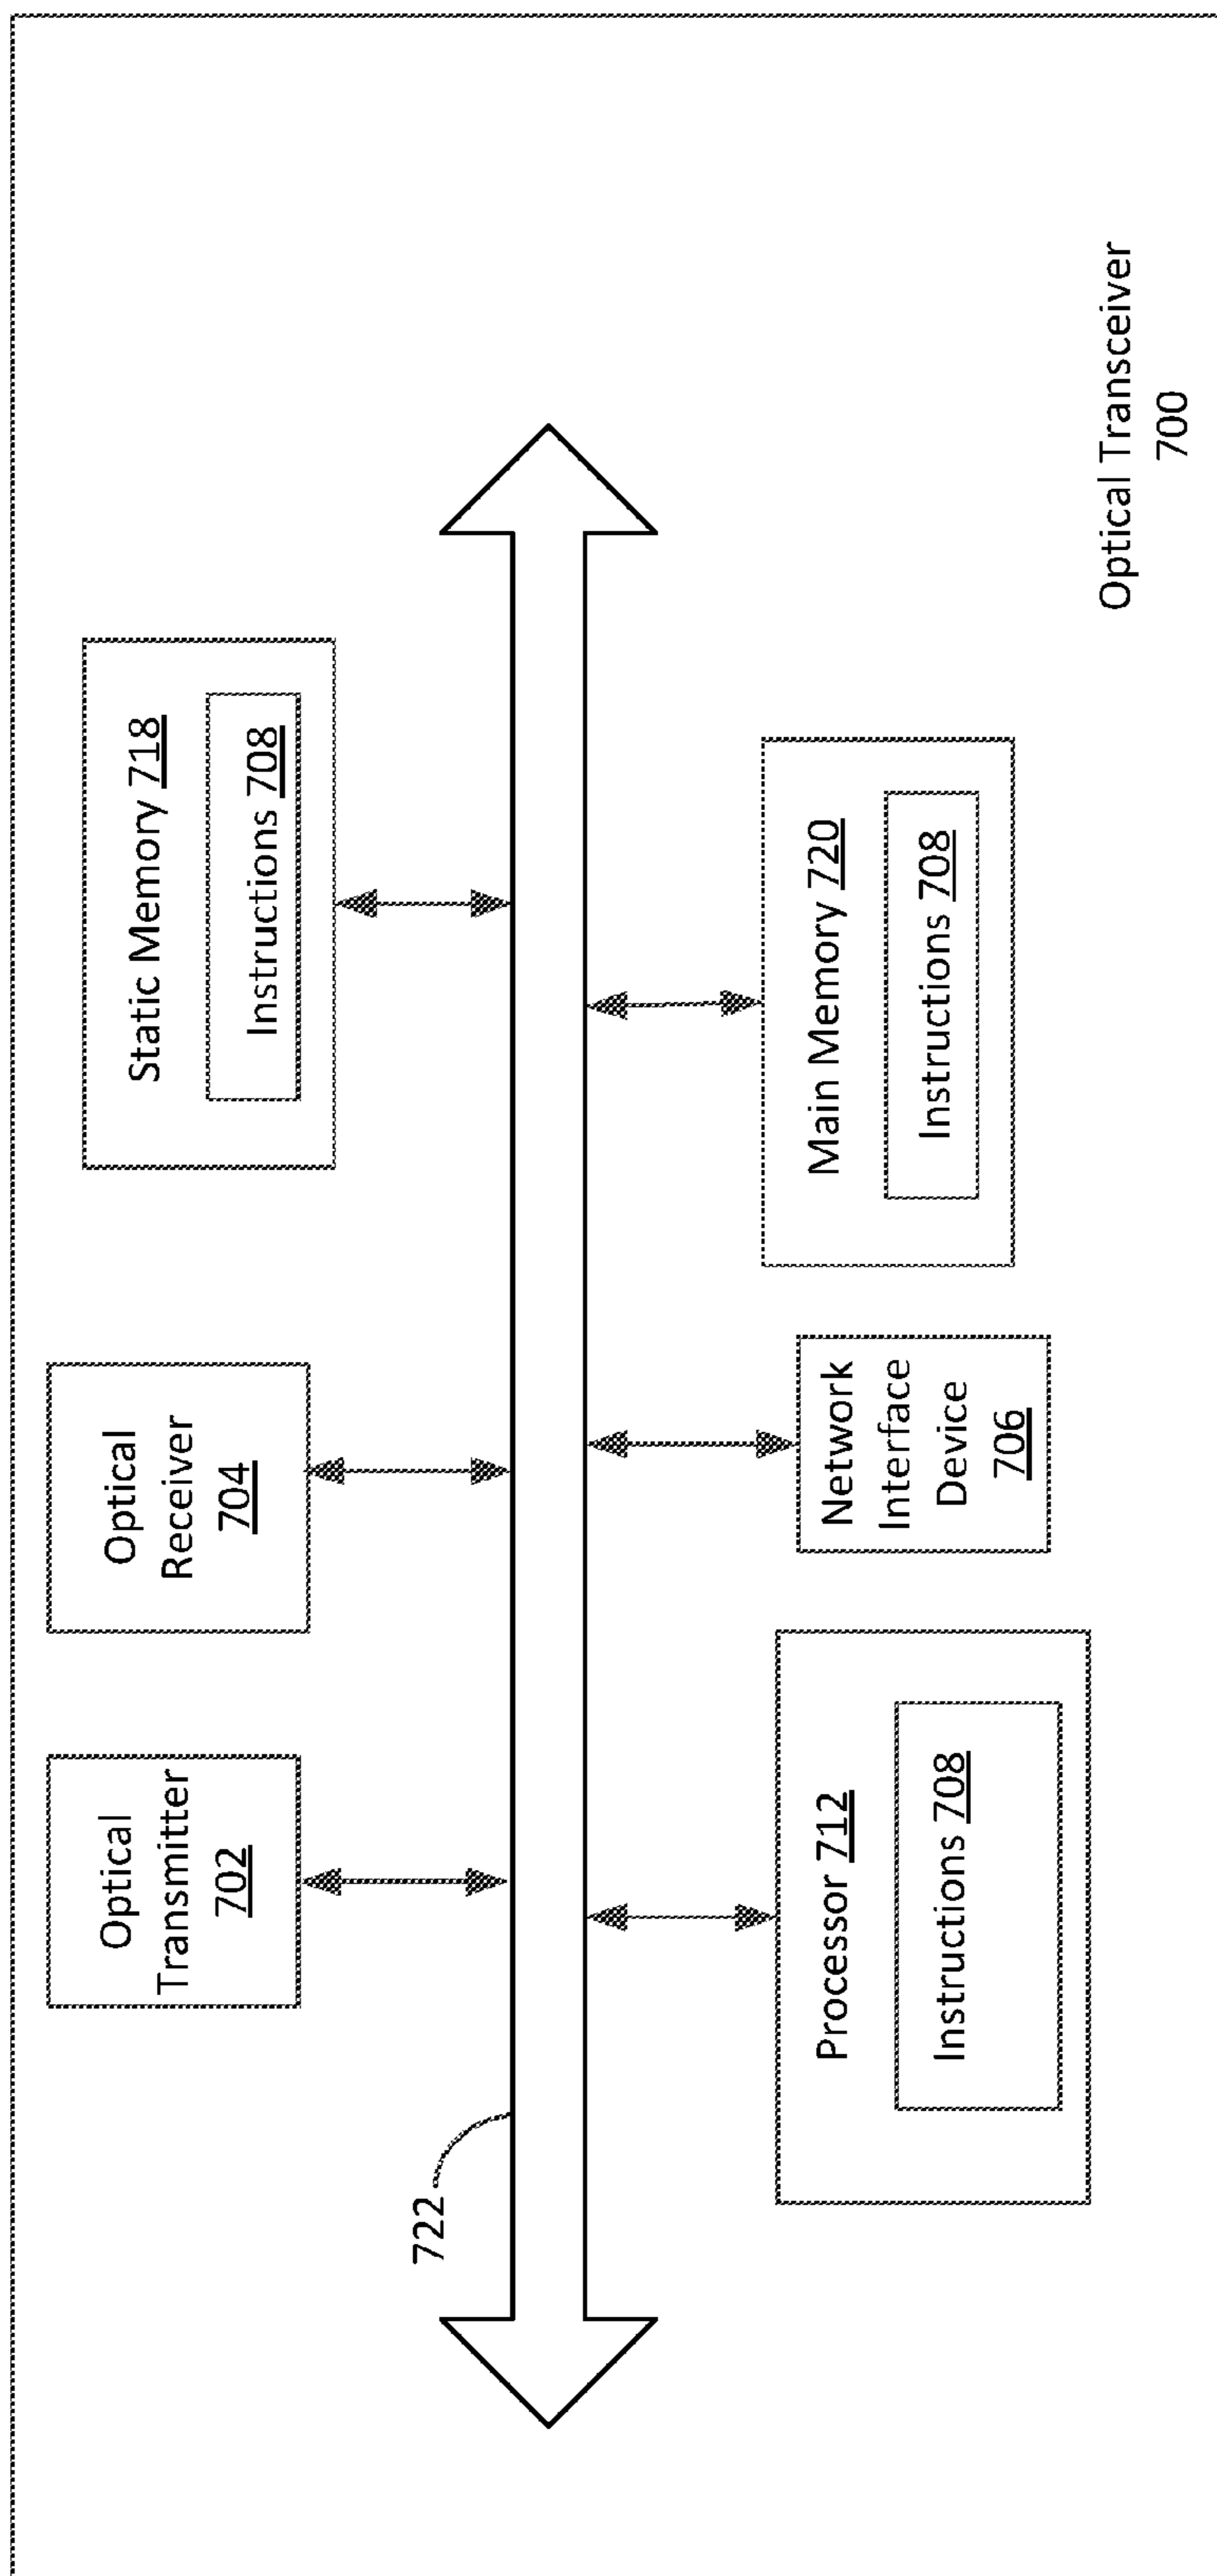 Optical
Transmitter
702
Optical
Receiver
704
Static Memory 718
Instructions 708
722
Processor 712
Instructions 708
Network
Interface
Device
706
Main Memory 720
Instructions 708
Optical Transceiver
700